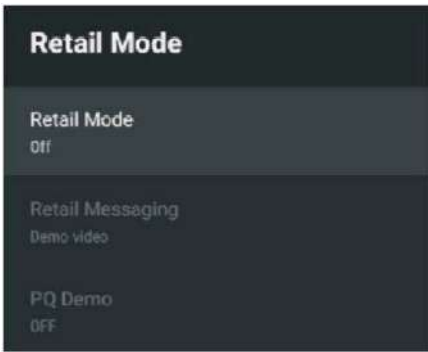 Retail Mode
Retail Mode
Off
Retail Messaging
Demo video
PQ Demo
OFF